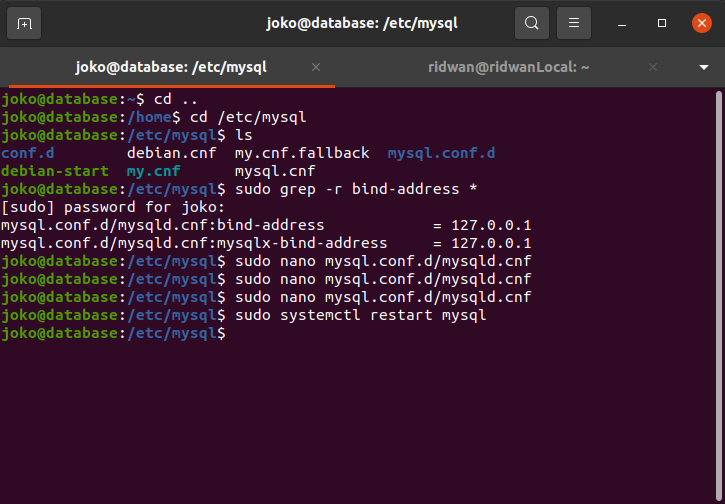 joko@database: /etc/mysql
joko@database: /etc/mysql × ridwan@ridwanLocal: ~ ×
joko@database:~$ cd ..
joko@database:/home$ cd /etc/mysql
joko@database:/etc/mysql$ ls
conf.d        debian.cnf  my.cnf.fallback  mysql.conf.d
debian-start  my.cnf      mysql.cnf
joko@database:/etc/mysql$ sudo grep -r bind-address *
[sudo] password for joko:
mysql.conf.d/mysqld.cnf:bind-address            = 127.0.0.1
mysql.conf.d/mysqld.cnf:mysqlx-bind-address     = 127.0.0.1
joko@database:/etc/mysql$ sudo nano mysql.conf.d/mysqld.cnf
joko@database:/etc/mysql$ sudo nano mysql.conf.d/mysqld.cnf
joko@database:/etc/mysql$ sudo nano mysql.conf.d/mysqld.cnf
joko@database:/etc/mysql$ sudo systemctl restart mysql
joko@database:/etc/mysql$